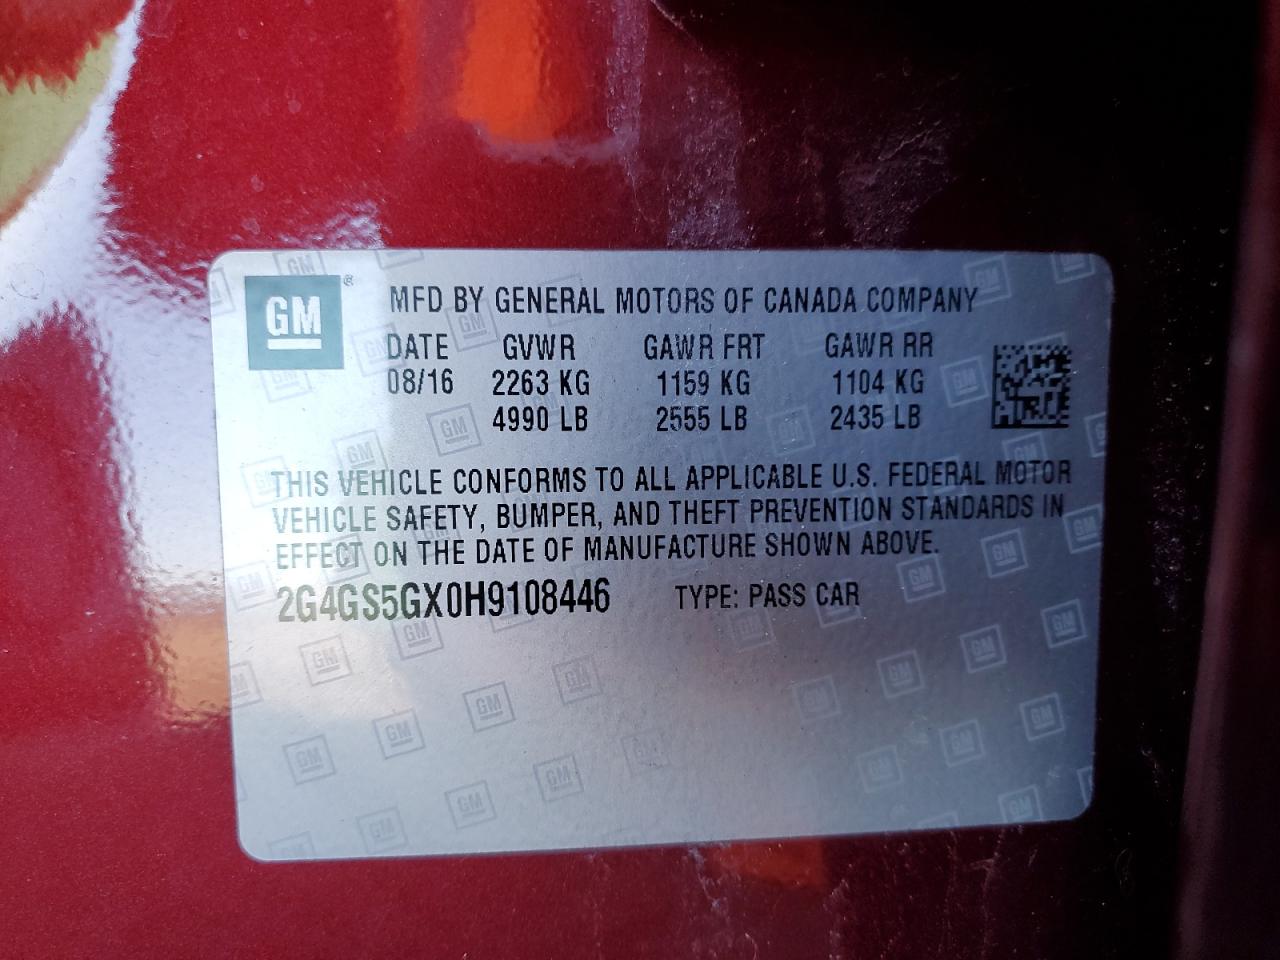 GM ® MFD BY GENERAL MOTORS OF CANADA COMPANY
DATE GVWR GAWR FRT GAWR RR
08/16 2263 KG 1159 KG 1104 KG
4990 LB 2555 LB 2435 LB
THIS VEHICLE CONFORMS TO ALL APPLICABLE U.S. FEDERAL MOTOR
VEHICLE SAFETY, BUMPER, AND THEFT PREVENTION STANDARDS IN
EFFECT ON THE DATE OF MANUFACTURE SHOWN ABOVE.
2G4GS5GX0H9108446 TYPE: PASS CAR